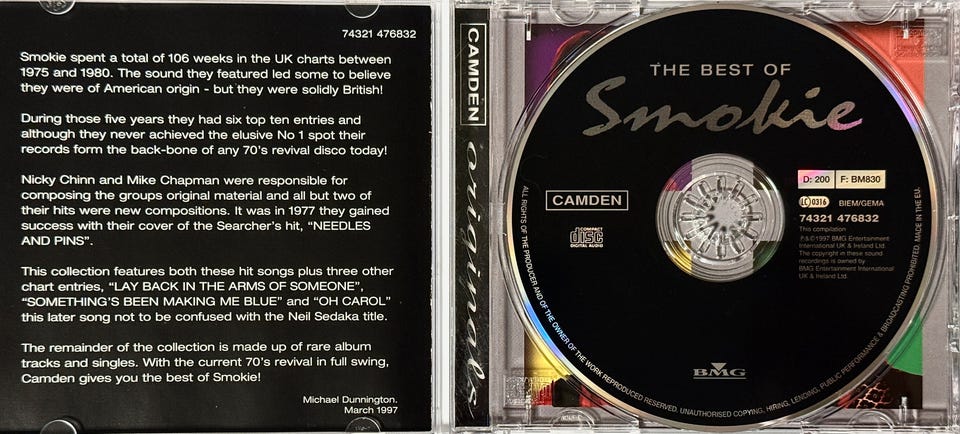 74321 476832
Smokie spent a total of 106 weeks in the UK charts between
1975 and 1980. The sound they featured led some to believe
they were of American origin - but they were solidly British!
During those five years they had six top ten entries and
although they never achieved the elusive No 1 spot their
records form the back-bone of any 70's revival disco today!
Nicky Chinn and Mike Chapman were responsible for
composing the groups original material and all but two of
their hits were new compositions. It was in 1977 they gained
success with their cover of the Searcher's hit, "NEEDLES
AND PINS".
This collection features both these hit songs plus three other
chart entries, "LAY BACK IN THE ARMS OF SOMEONE",
"SOMETHING'S BEEN MAKING ME BLUE" and "OH CAROL"
this later song not to be confused with the Neil Sedaka title.
The remainder of the collection is made up of rare album
tracks and singles. With the current 70's revival in full swing,
Camden gives you the best of Smokie!
Michael Dunnington.
March 1997
CAMDEN
originals
THE BEST OF
Smokie
CAMDEN
COMPACT
disc
DIGITAL AUDIO
D: 200 F: BM830
LC 0316 BIEM/GEMA
74321 476832
This compilation
℗&© 1997 BMG Entertainment
International UK & Ireland Ltd.
The copyright in these sound
recordings is owned by
BMG Entertainment International
UK & Ireland Ltd.
BMG
ALL RIGHTS OF THE PRODUCER AND OF THE OWNER OF THE WORK REPRODUCED RESERVED. UNAUTHORISED COPYING, HIRING, LENDING, PUBLIC PERFORMANCE & BROADCASTING PROHIBITED. MADE IN THE EU.